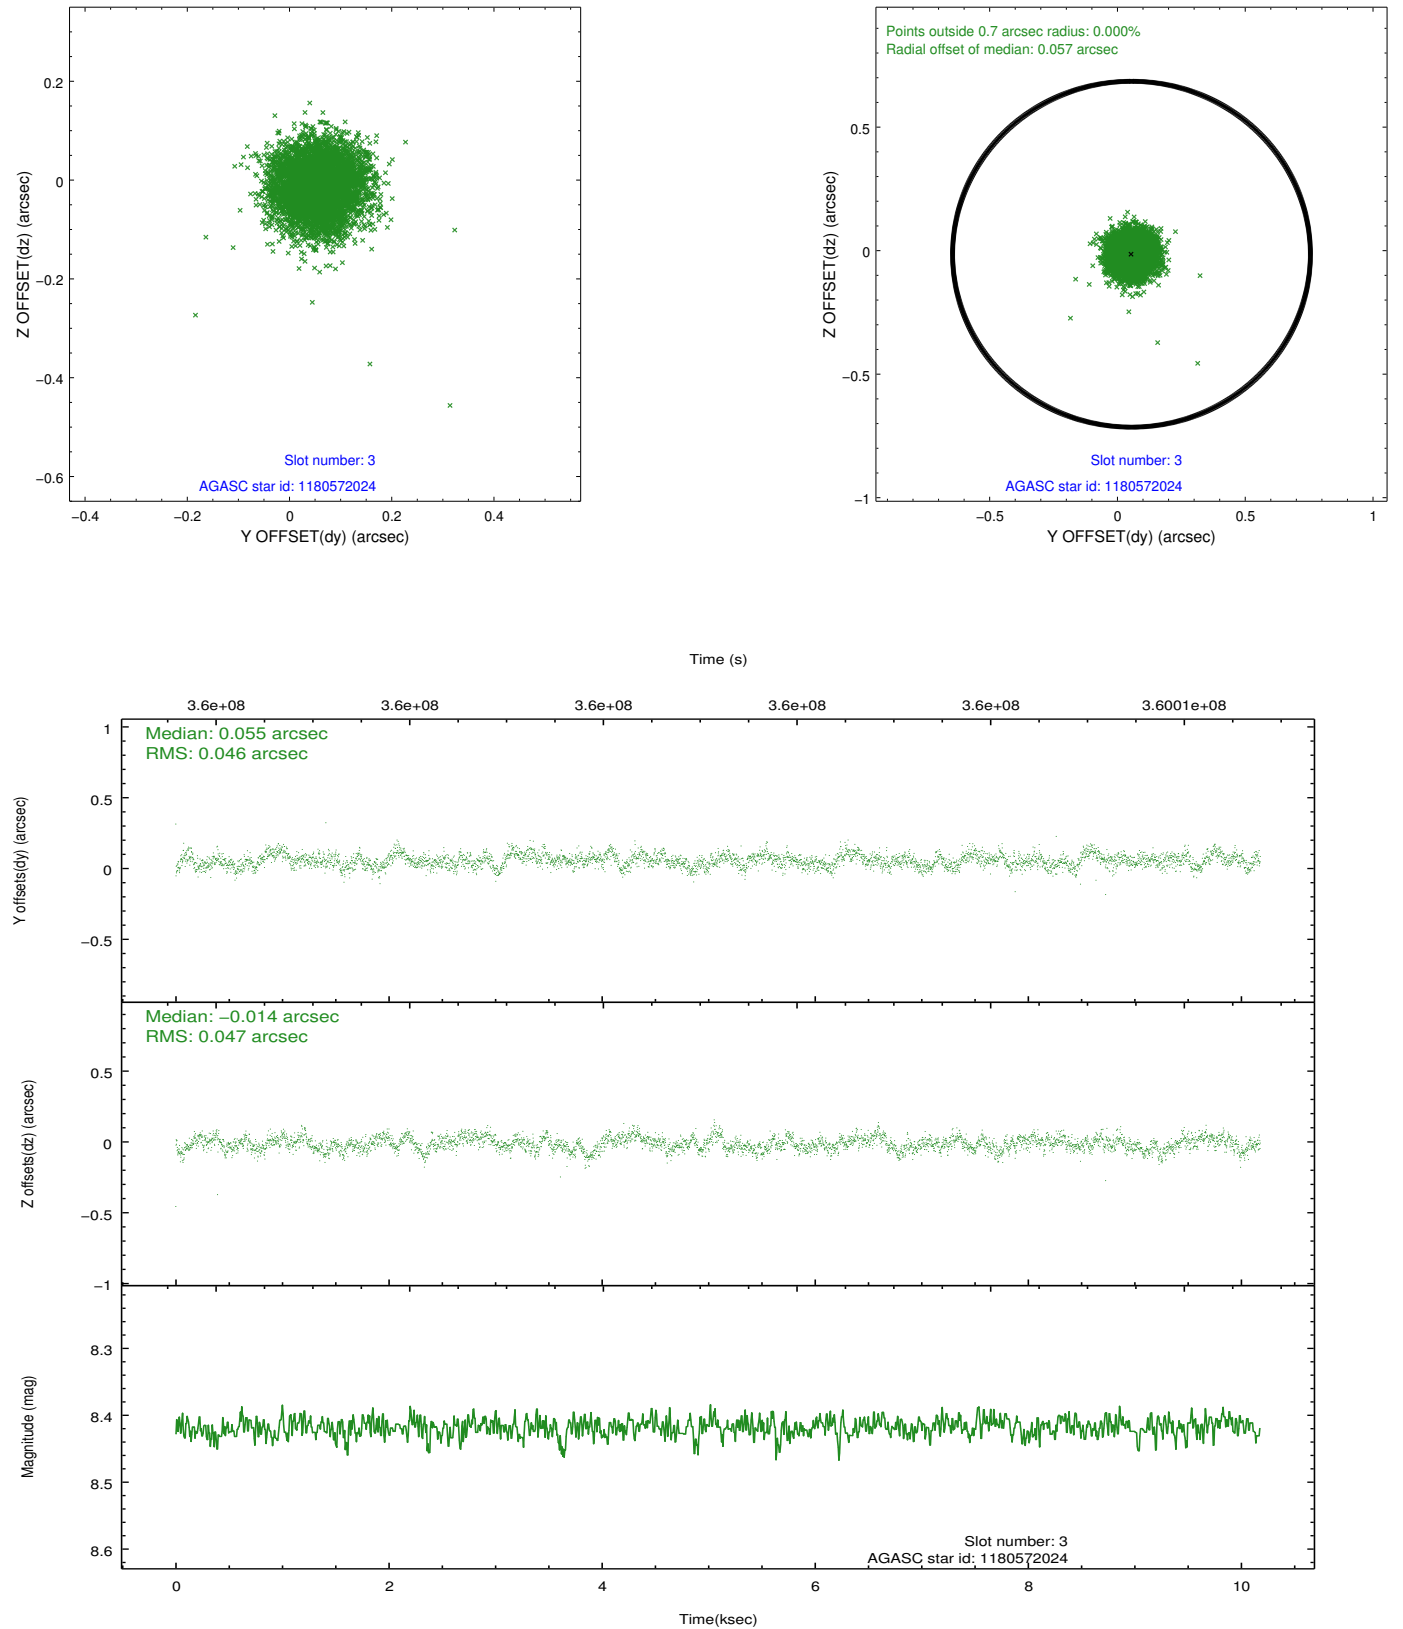 0.2
0
−0.2
−0.4
−0.6
−0.4
−0.2
0
0.2
0.4
Z OFFSET(dz) (arcsec)
Y OFFSET(dy) (arcsec)
Slot number: 3
AGASC star id: 1180572024
Points outside 0.7 arcsec radius: 0.000%
Radial offset of median: 0.057 arcsec
0.5
0
−0.5
−1
−0.5
0
0.5
1
Z OFFSET(dz) (arcsec)
Y OFFSET(dy) (arcsec)
Slot number: 3
AGASC star id: 1180572024
Time (s)
3.6e+08
3.6e+08
3.6e+08
3.6e+08
3.6e+08
3.6001e+08
Median: 0.055 arcsec
RMS: 0.046 arcsec
1
0.5
0
−0.5
Y offsets(dy) (arcsec)
Median: −0.014 arcsec
RMS: 0.047 arcsec
0.5
0
−0.5
−1
Z offsets(dz) (arcsec)
8.3
8.4
8.5
8.6
Magnitude (mag)
Slot number: 3
AGASC star id: 1180572024
0
2
4
6
8
10
Time(ksec)